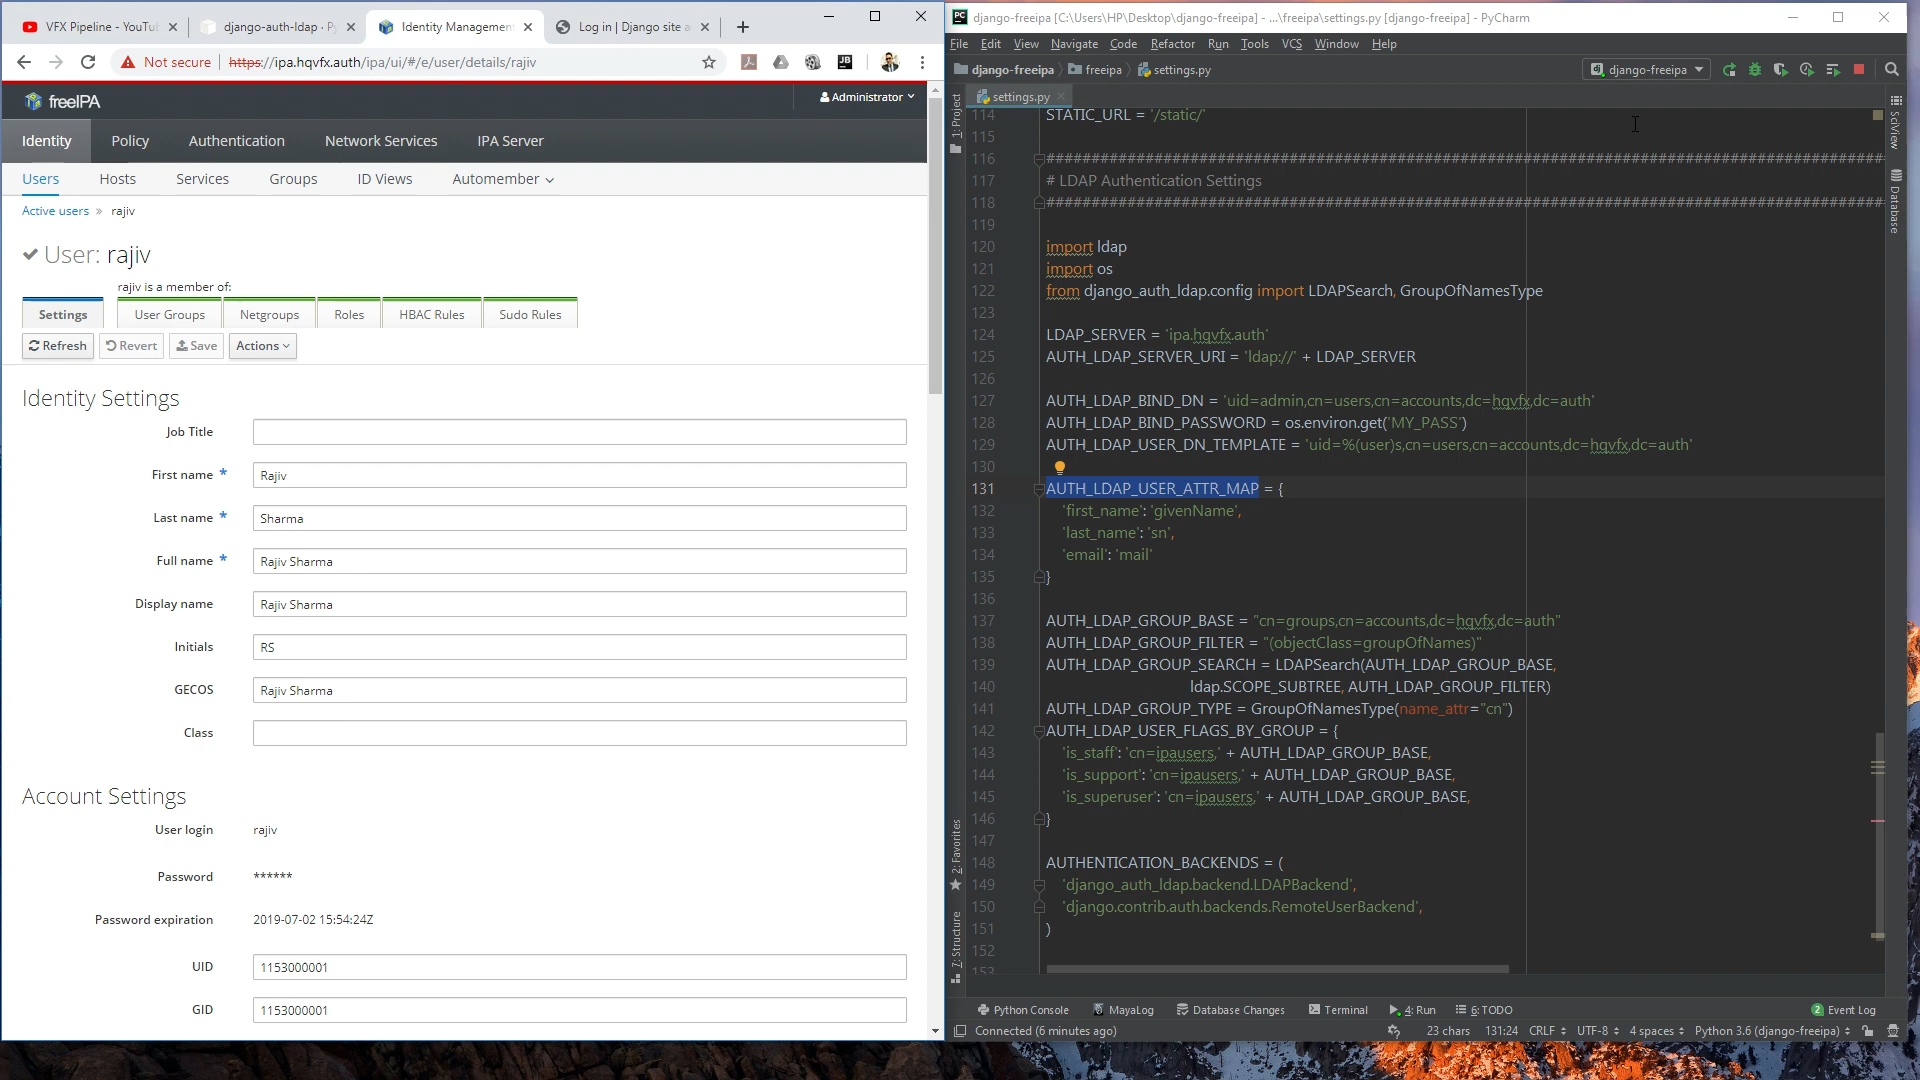 VFX Pipeline - YouTu
django-auth-ldap · P
Identity Management
Log in | Django site a
Not secure
https://ipa.hqvfx.auth/ipa/ui/#/e/user/details/rajiv
freeIPA
Administrator
Identity
Policy
Authentication
Network Services
IPA Server
Users
Hosts
Services
Groups
ID Views
Automember
Active users » rajiv
User: rajiv
rajiv is a member of:
Settings
User Groups
Netgroups
Roles
HBAC Rules
Sudo Rules
Refresh
Revert
Save
Actions
Identity Settings
Job Title
First name *
Rajiv
Last name *
Sharma
Full name *
Rajiv Sharma
Display name
Rajiv Sharma
Initials
RS
GECOS
Rajiv Sharma
Class
Account Settings
User login
rajiv
Password
******
Password expiration
2019-07-02 15:54:24Z
UID
1153000001
GID
1153000001
django-freeipa [C:\Users\HP\Desktop\django-freeipa] - ...\freeipa\settings.py [django-freeipa] - PyCharm
File Edit View Navigate Code Refactor Run Tools VCS Window Help
django-freeipa
freeipa
settings.py
django-freeipa
settings.py
1: Project
SciView
Database
2: Favorites
7: Structure
114 STATIC_URL = '/static/'
115
116 ################################################################################
117 # LDAP Authentication Settings
118 ################################################################################
119
120 import ldap
121 import os
122 from django_auth_ldap.config import LDAPSearch, GroupOfNamesType
123
124 LDAP_SERVER = 'ipa.hqvfx.auth'
125 AUTH_LDAP_SERVER_URI = 'ldap://' + LDAP_SERVER
126
127 AUTH_LDAP_BIND_DN = 'uid=admin,cn=users,cn=accounts,dc=hqvfx,dc=auth'
128 AUTH_LDAP_BIND_PASSWORD = os.environ.get('MY_PASS')
129 AUTH_LDAP_USER_DN_TEMPLATE = 'uid=%(user)s,cn=users,cn=accounts,dc=hqvfx,dc=auth'
130
131 AUTH_LDAP_USER_ATTR_MAP = {
132 'first_name': 'givenName',
133 'last_name': 'sn',
134 'email': 'mail'
135 }
136
137 AUTH_LDAP_GROUP_BASE = "cn=groups,cn=accounts,dc=hqvfx,dc=auth"
138 AUTH_LDAP_GROUP_FILTER = "(objectClass=groupOfNames)"
139 AUTH_LDAP_GROUP_SEARCH = LDAPSearch(AUTH_LDAP_GROUP_BASE,
140 ldap.SCOPE_SUBTREE, AUTH_LDAP_GROUP_FILTER)
141 AUTH_LDAP_GROUP_TYPE = GroupOfNamesType(name_attr="cn")
142 AUTH_LDAP_USER_FLAGS_BY_GROUP = {
143 'is_staff': 'cn=ipausers,' + AUTH_LDAP_GROUP_BASE,
144 'is_support': 'cn=ipausers,' + AUTH_LDAP_GROUP_BASE,
145 'is_superuser': 'cn=ipausers,' + AUTH_LDAP_GROUP_BASE,
146 }
147
148 AUTHENTICATION_BACKENDS = (
149 'django_auth_ldap.backend.LDAPBackend',
150 'django.contrib.auth.backends.RemoteUserBackend',
151 )
152
153
Python Console
MayaLog
Database Changes
Terminal
4: Run
6: TODO
2 Event Log
Connected (6 minutes ago)
23 chars
131:24
CRLF
UTF-8
4 spaces
Python 3.6 (django-freeipa)